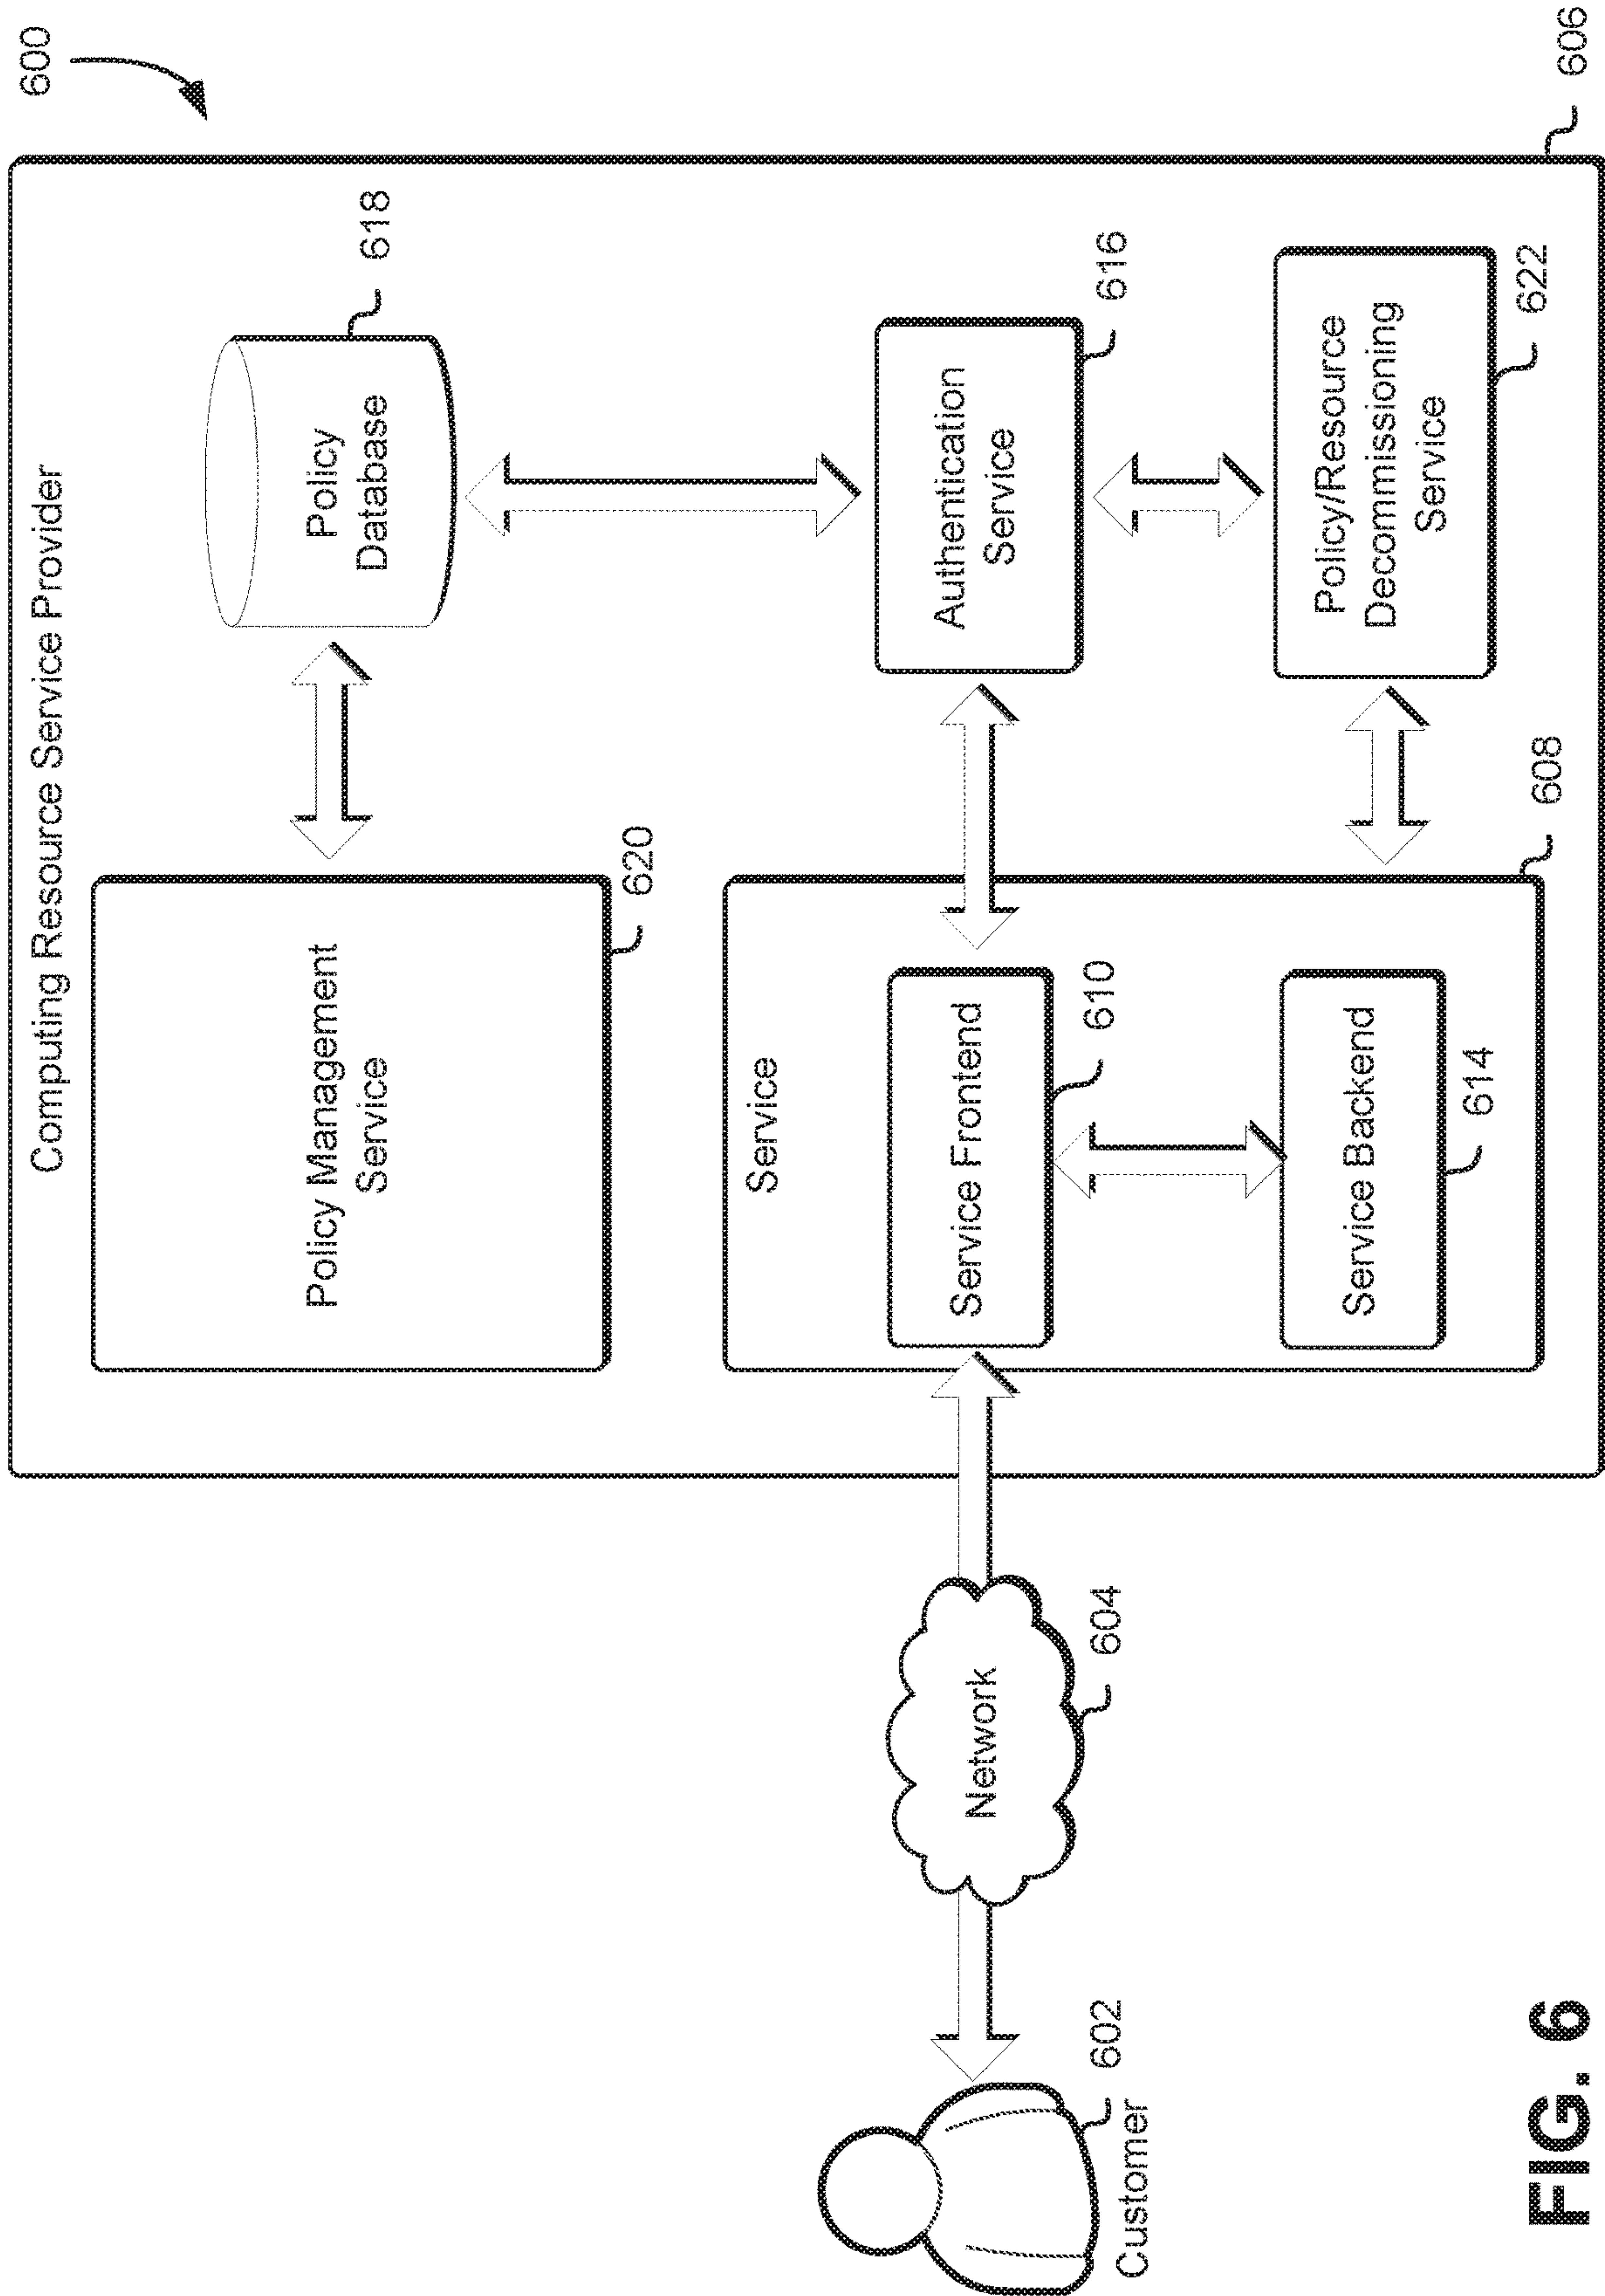 600
Computing Resource Service Provider
Policy Management
Service
620
Policy
Database
618
Service
Service Frontend
610
Service Backend
614
608
Authentication
Service
616
Policy/Resource
Decommissioning
Service
622
606
Network
604
602
Customer
FIG. 6